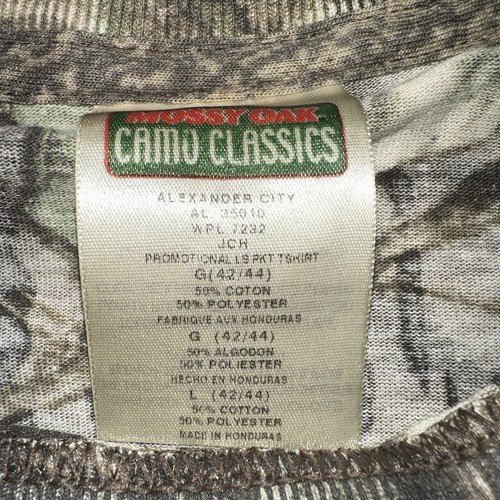 MOSSY OAK
CAMO CLASSICS
ALEXANDER CITY
AL 35010
WPL 7232
JCH
PROMOTIONAL LS PKT TSHIRT
G (42/44)
50% COTON
50% POLYESTER
FABRIQUE AUX HONDURAS
G (42/44)
50% ALGODON
50% POLIESTER
HECHO EN HONDURAS
L (42/44)
50% COTTON
50% POLYESTER
MADE IN HONDURAS